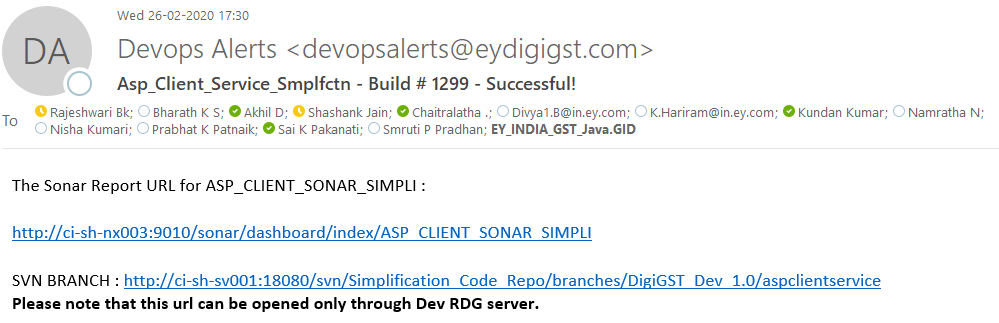 DA
Wed 26-02-2020 17:30
Devops Alerts <devopsalerts@eydigigst.com>
Asp_Client_Service_Smplfctn - Build # 1299 - Successful!
To
Rajeshwari Bk; Bharath K S; Akhil D; Shashank Jain; Chaitralatha .; Divya1.B@in.ey.com; K.Hariram@in.ey.com; Kundan Kumar; Namratha N;
Nisha Kumari; Prabhat K Patnaik; Sai K Pakanati; Smruti P Pradhan; EY_INDIA_GST_Java.GID
The Sonar Report URL for ASP_CLIENT_SONAR_SIMPLI :
http://ci-sh-nx003:9010/sonar/dashboard/index/ASP_CLIENT_SONAR_SIMPLI
SVN BRANCH : http://ci-sh-sv001:18080/svn/Simplification_Code_Repo/branches/DigiGST_Dev_1.0/aspclientservice
Please note that this url can be opened only through Dev RDG server.